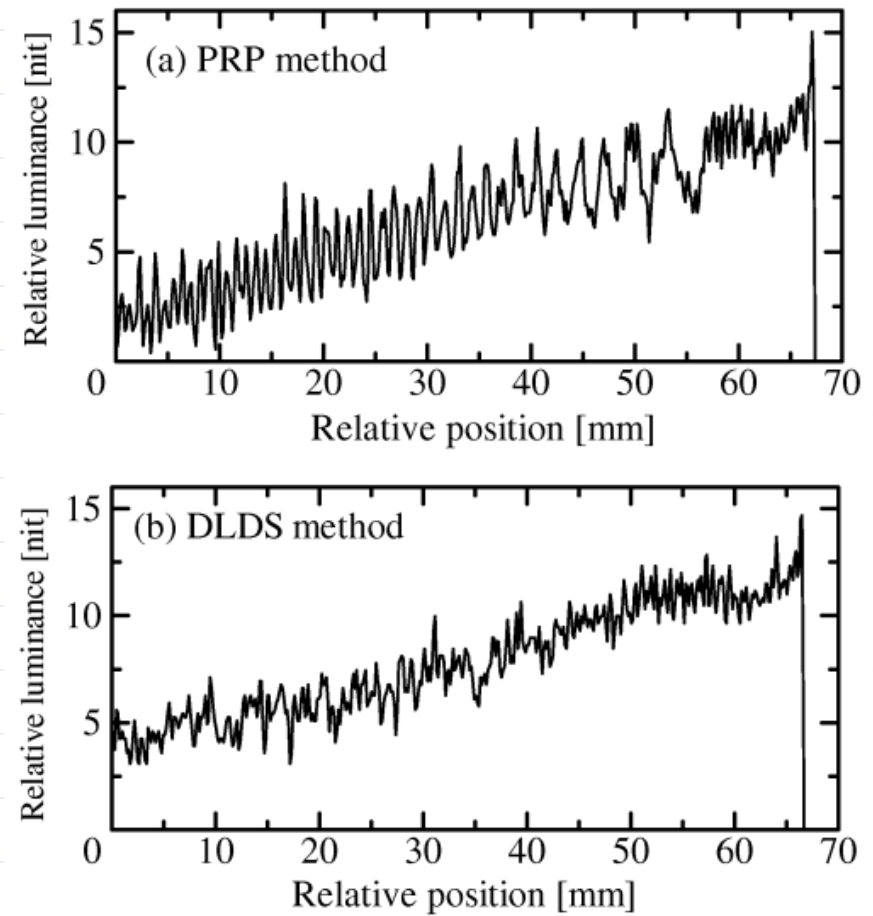 (a) PRP method
Relative luminance [nit]
15
10
5
0 10 20 30 40 50 60 70
Relative position [mm]
(b) DLDS method
Relative luminance [nit]
15
10
5
0 10 20 30 40 50 60 70
Relative position [mm]